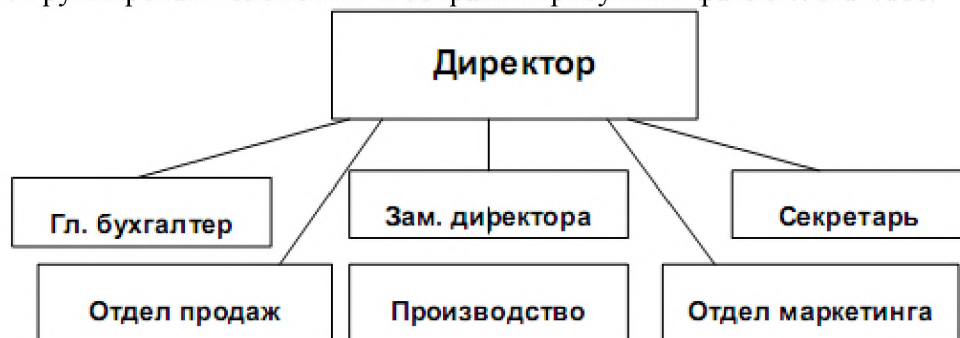 Директор
Гл. бухгалтер
Зам. директора
Секретарь
Отдел продаж
Производство
Отдел маркетинга